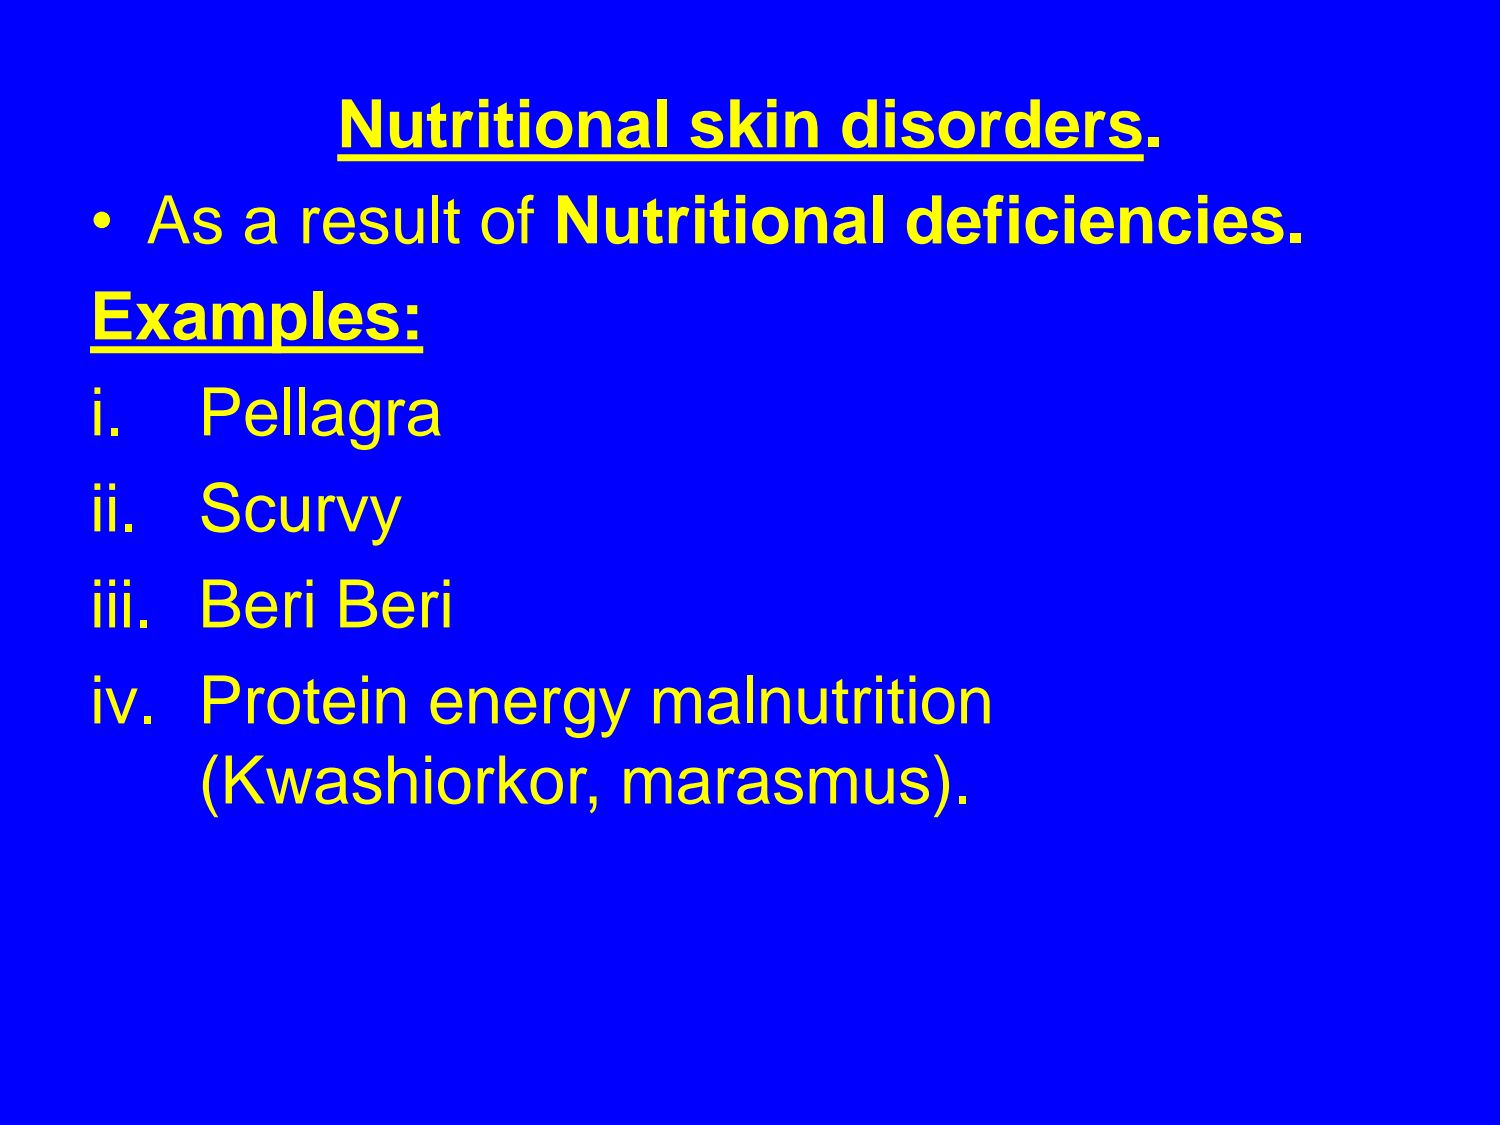 Nutritional skin disorders.
• As a result of Nutritional deficiencies.
Examples:
i. Pellagra
ii. Scurvy
iii. Beri Beri
iv. Protein energy malnutrition
(Kwashiorkor, marasmus).